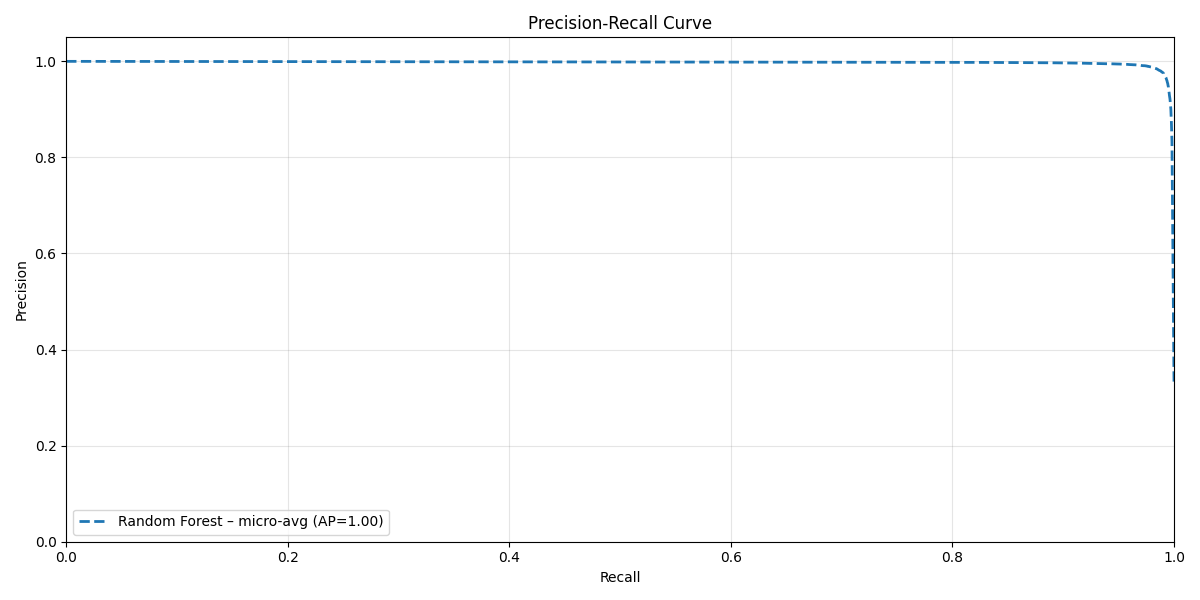 Precision-Recall Curve
1.0
0.8
0.6
0.4
0.2
0.0
Precision
Random Forest – micro-avg (AP=1.00)
0.0 0.2 0.4 0.6 0.8 1.0
Recall